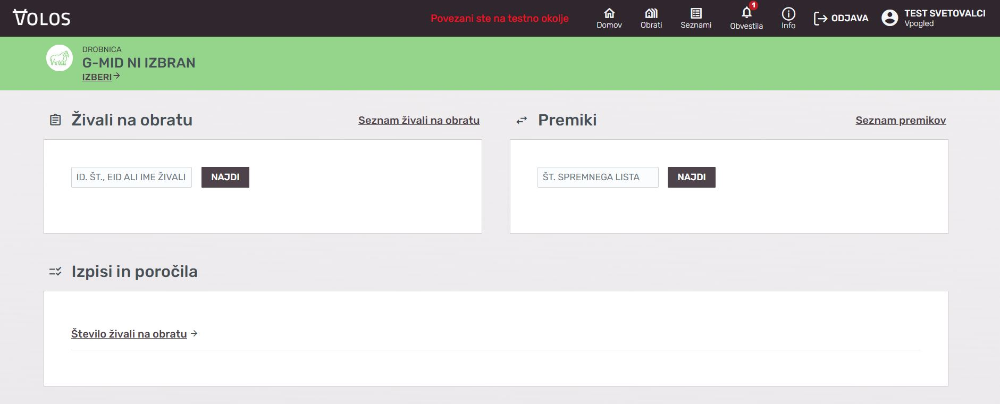 VOLOS
Povezani ste na testno okolje
Domov
Obrati
Seznami
1
Obvestila
Info
ODJAVA
TEST SVETOVALCI
Vpogled
DROBNICA
G-MID NI IZBRAN
IZBERI
Živali na obratu
Seznam živali na obratu
Premiki
Seznam premikov
ID. ŠT., EID ALI IME ŽIVALI
NAJDI
ŠT. SPREMNEGA LISTA
NAJDI
Izpisi in poročila
Število živali na obratu